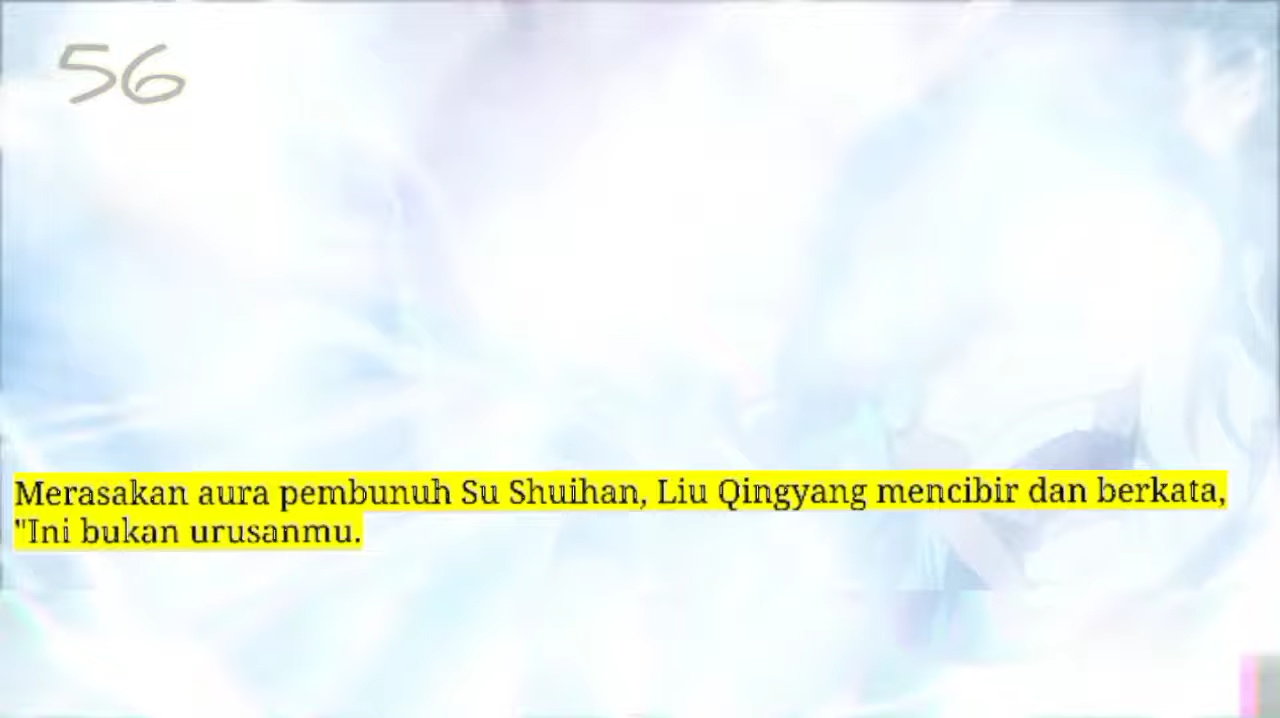 56
Merasakan aura pembunuh Su Shuihan, Liu Qingyang mencibir dan berkata,
"Ini bukan urusanmu.